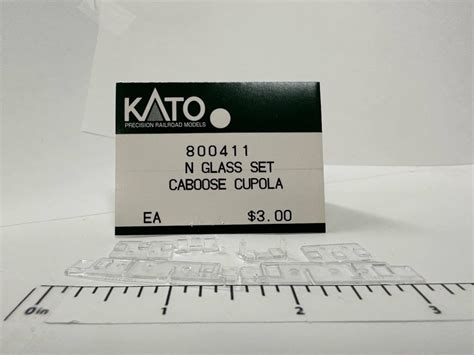 KATO
PRECISION RAILROAD MODELS
800411
N GLASS SET
CABOOSE CUPOLA
EA $3.00
0in 1 2 3